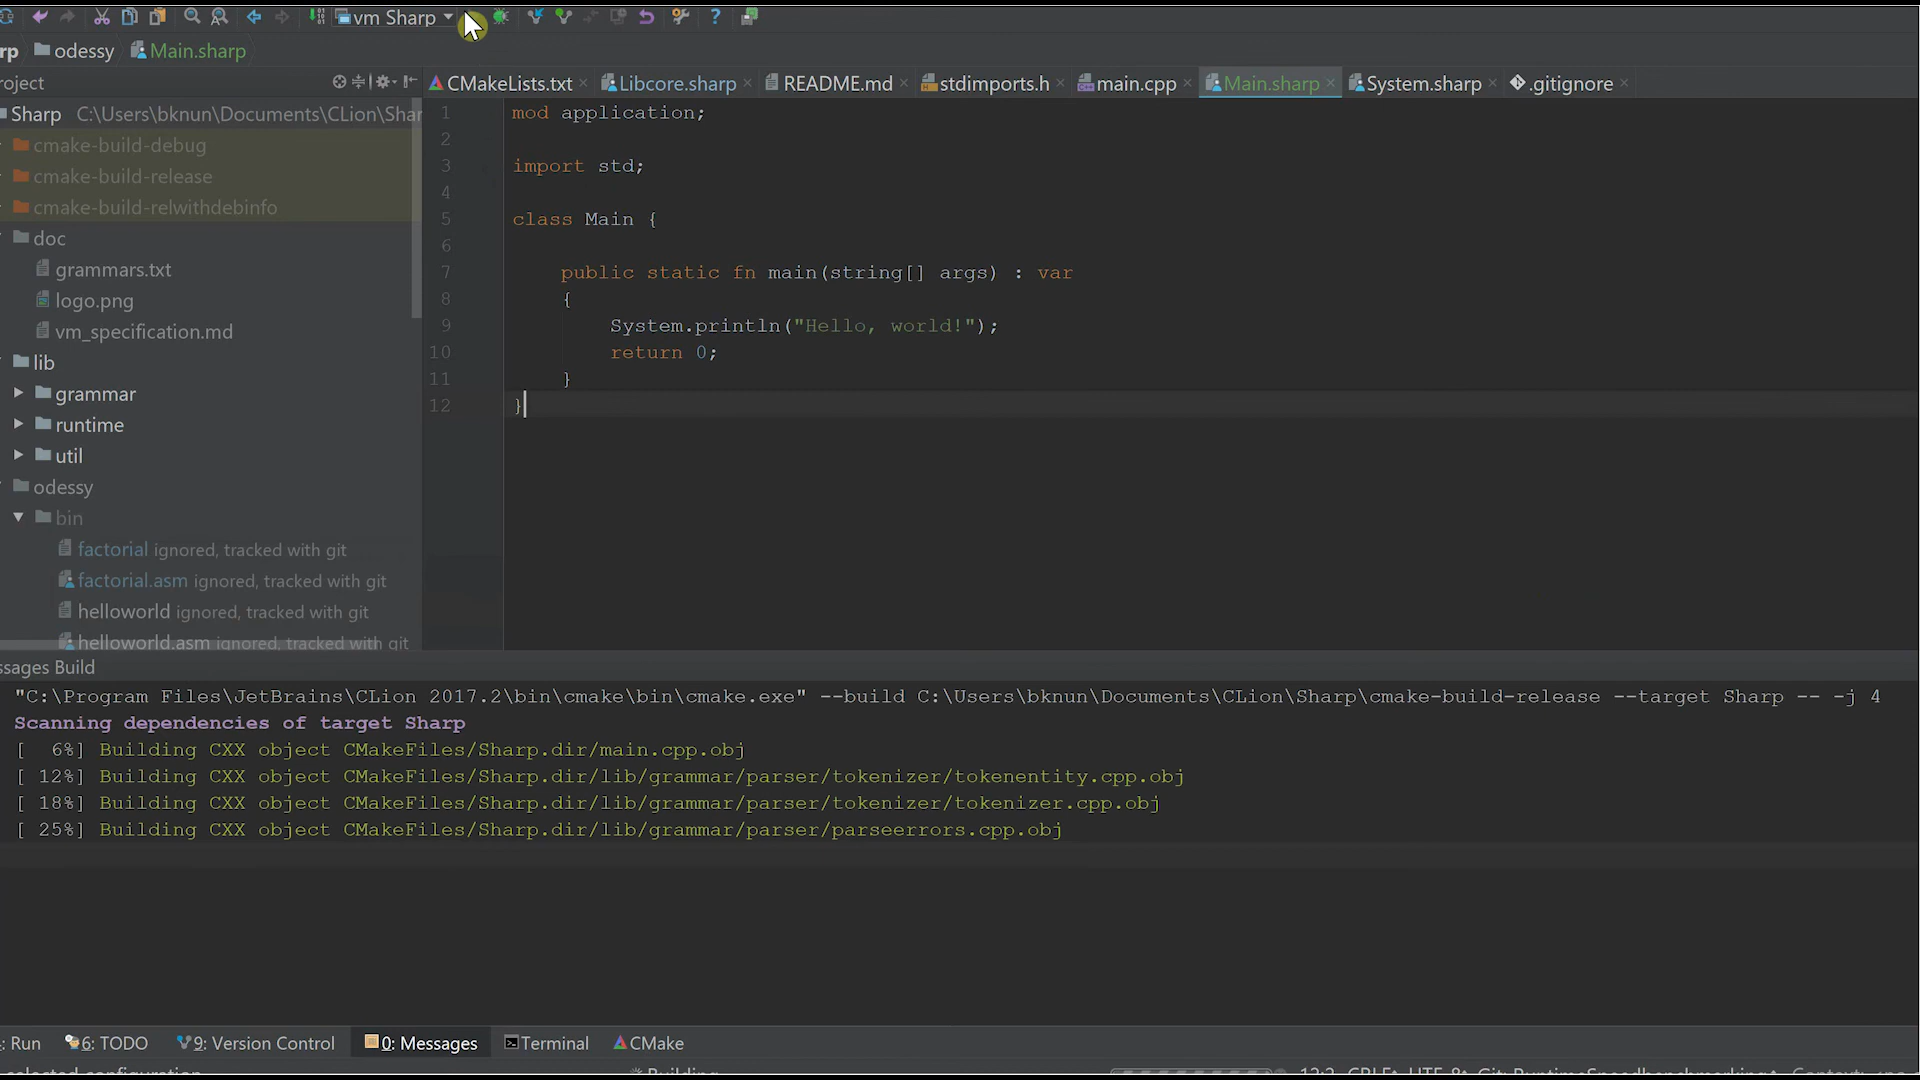 vm Sharp
rp odessy Main.sharp
roject
CMakeLists.txt Libcore.sharp README.md stdimports.h main.cpp Main.sharp System.sharp .gitignore
Sharp C:\Users\bknun\Documents\CLion\Shar
cmake-build-debug
cmake-build-release
cmake-build-relwithdebinfo
doc
grammars.txt
logo.png
vm_specification.md
lib
grammar
runtime
util
odessy
bin
factorial ignored, tracked with git
factorial.asm ignored, tracked with git
helloworld ignored, tracked with git
helloworld.asm ignored, tracked with git
1 mod application;
2
3 import std;
4
5 class Main {
6
7 public static fn main(string[] args) : var
8 {
9 System.println("Hello, world!");
10 return 0;
11 }
12 }
ssages Build
"C:\Program Files\JetBrains\CLion 2017.2\bin\cmake\bin\cmake.exe" --build C:\Users\bknun\Documents\CLion\Sharp\cmake-build-release --target Sharp -- -j 4
Scanning dependencies of target Sharp
[ 6%] Building CXX object CMakeFiles/Sharp.dir/main.cpp.obj
[ 12%] Building CXX object CMakeFiles/Sharp.dir/lib/grammar/parser/tokenizer/tokenentity.cpp.obj
[ 18%] Building CXX object CMakeFiles/Sharp.dir/lib/grammar/parser/tokenizer/tokenizer.cpp.obj
[ 25%] Building CXX object CMakeFiles/Sharp.dir/lib/grammar/parser/parseerrors.cpp.obj
: Run 6: TODO 9: Version Control 0: Messages Terminal CMake
selected configuration Building 12:2 CRLF UTF-8 Git: RuntimeSpeedbenchmarking